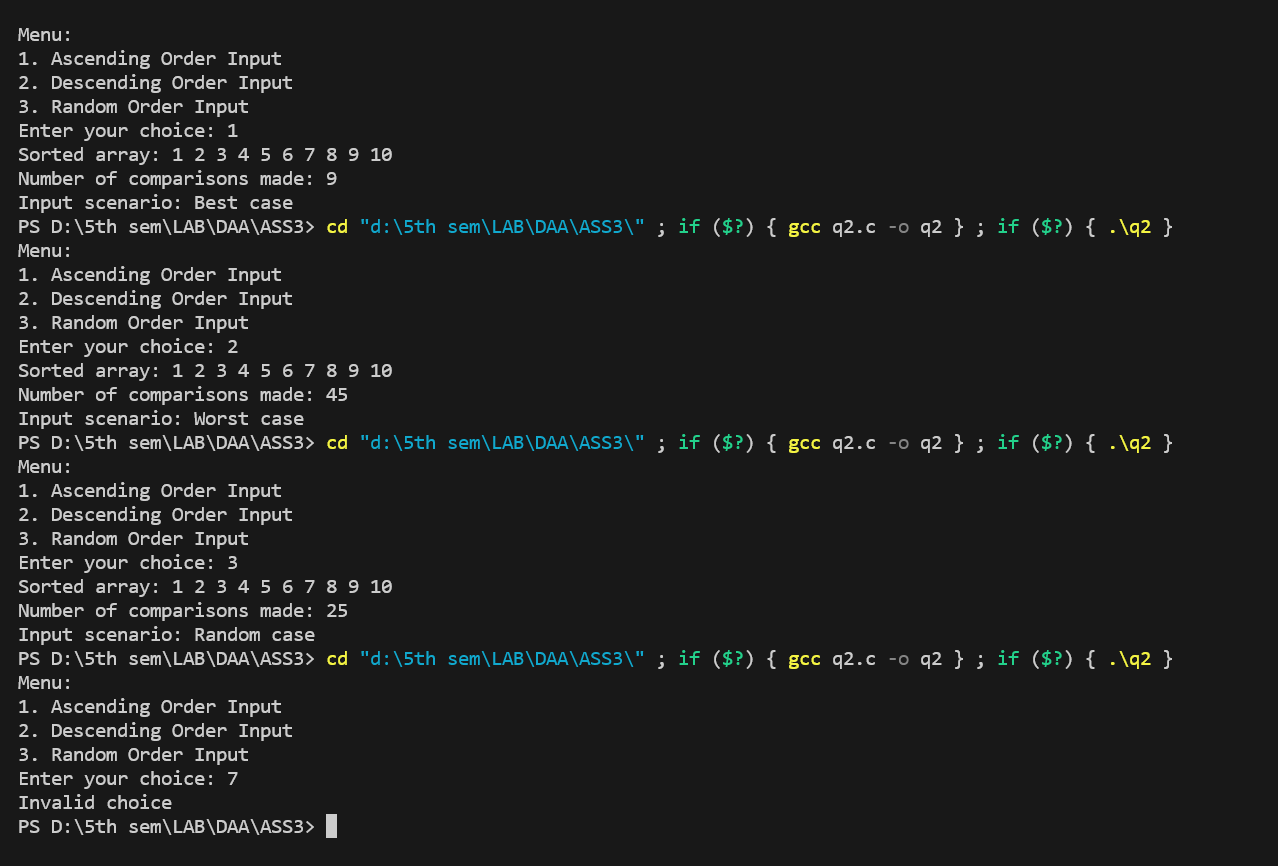 Menu:
1. Ascending Order Input
2. Descending Order Input
3. Random Order Input
Enter your choice: 1
Sorted array: 1 2 3 4 5 6 7 8 9 10
Number of comparisons made: 9
Input scenario: Best case
PS D:\5th sem\LAB\DAA\ASS3> cd "d:\5th sem\LAB\DAA\ASS3\" ; if ($?) { gcc q2.c -o q2 } ; if ($?) { .\q2 }
Menu:
1. Ascending Order Input
2. Descending Order Input
3. Random Order Input
Enter your choice: 2
Sorted array: 1 2 3 4 5 6 7 8 9 10
Number of comparisons made: 45
Input scenario: Worst case
PS D:\5th sem\LAB\DAA\ASS3> cd "d:\5th sem\LAB\DAA\ASS3\" ; if ($?) { gcc q2.c -o q2 } ; if ($?) { .\q2 }
Menu:
1. Ascending Order Input
2. Descending Order Input
3. Random Order Input
Enter your choice: 3
Sorted array: 1 2 3 4 5 6 7 8 9 10
Number of comparisons made: 25
Input scenario: Random case
PS D:\5th sem\LAB\DAA\ASS3> cd "d:\5th sem\LAB\DAA\ASS3\" ; if ($?) { gcc q2.c -o q2 } ; if ($?) { .\q2 }
Menu:
1. Ascending Order Input
2. Descending Order Input
3. Random Order Input
Enter your choice: 7
Invalid choice
PS D:\5th sem\LAB\DAA\ASS3>